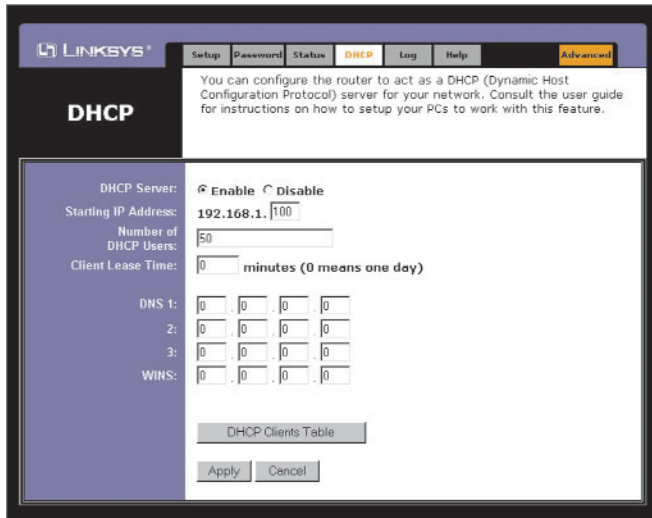 LINKSYS®
Setup Password Status DHCP Log Help Advanced
DHCP
You can configure the router to act as a DHCP (Dynamic Host
Configuration Protocol) server for your network. Consult the user guide
for instructions on how to setup your PCs to work with this feature.
DHCP Server: Enable Disable
Starting IP Address: 192.168.1. 100
Number of
DHCP Users: 50
Client Lease Time: 0 minutes (0 means one day)
DNS 1: 0 . 0 . 0 . 0
2: 0 . 0 . 0 . 0
3: 0 . 0 . 0 . 0
WINS: 0 . 0 . 0 . 0
DHCP Clients Table
Apply Cancel